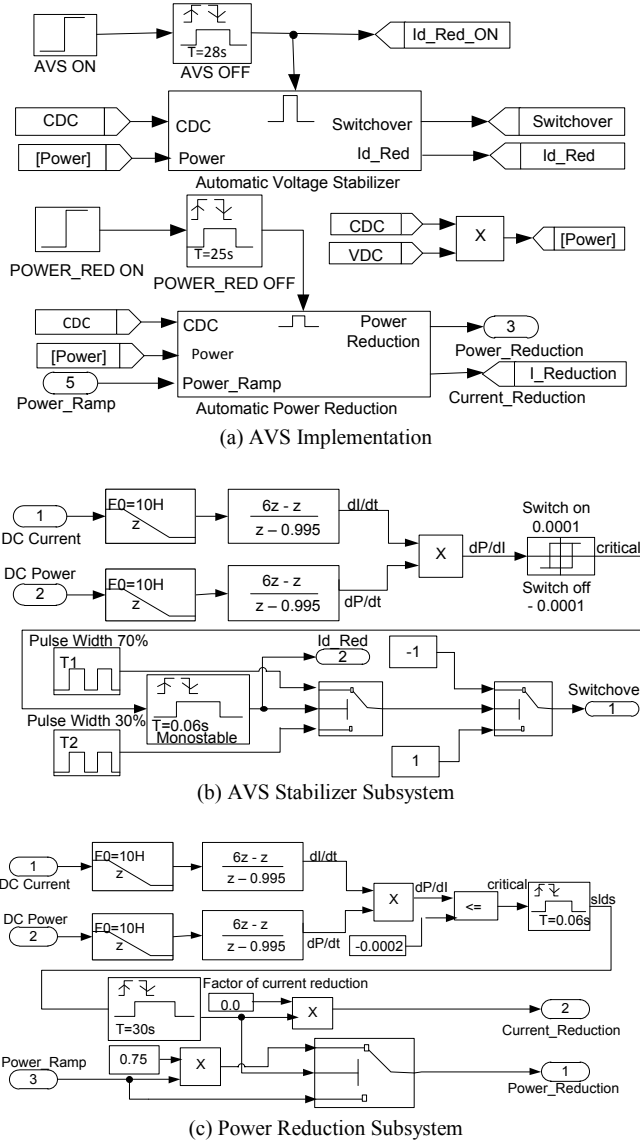 AVS ON
T=28s
AVS OFF
Id_Red_ON
CDC
[Power]
CDC
Power
Switchover
Id_Red
Switchover
Id_Red
Automatic Voltage Stabilizer
POWER_RED ON
T=25s
POWER_RED OFF
CDC
VDC
X
[Power]
CDC
[Power]
5
Power_Ramp
CDC
Power
Power_Ramp
Power
Reduction
3
Power_Reduction
I_Reduction
Current_Reduction
Automatic Power Reduction
(a) AVS Implementation
1
DC Current
F0=10H
z
6z - z
z – 0.995
dI/dt
DC Power
2
F0=10H
z
6z - z
z – 0.995
dP/dt
X
dP/dI
Switch on
0.0001
critical
Switch off
- 0.0001
Pulse Width 70%
T1
Pulse Width 30%
T2
T=0.06s
Monostable
Id_Red
2
-1
1
Switchove
1
(b) AVS Stabilizer Subsystem
1
DC Current
F0=10H
z
6z - z
z – 0.995
dI/dt
DC Power
2
F0=10H
z
6z - z
z – 0.995
dP/dt
X
dP/dI
-0.0002
<=
critical
T=0.06s
slds
T=30s
Factor of current reduction
0.0
X
2
Current_Reduction
Power_Ramp
3
0.75
X
1
Power_Reduction
(c) Power Reduction Subsystem